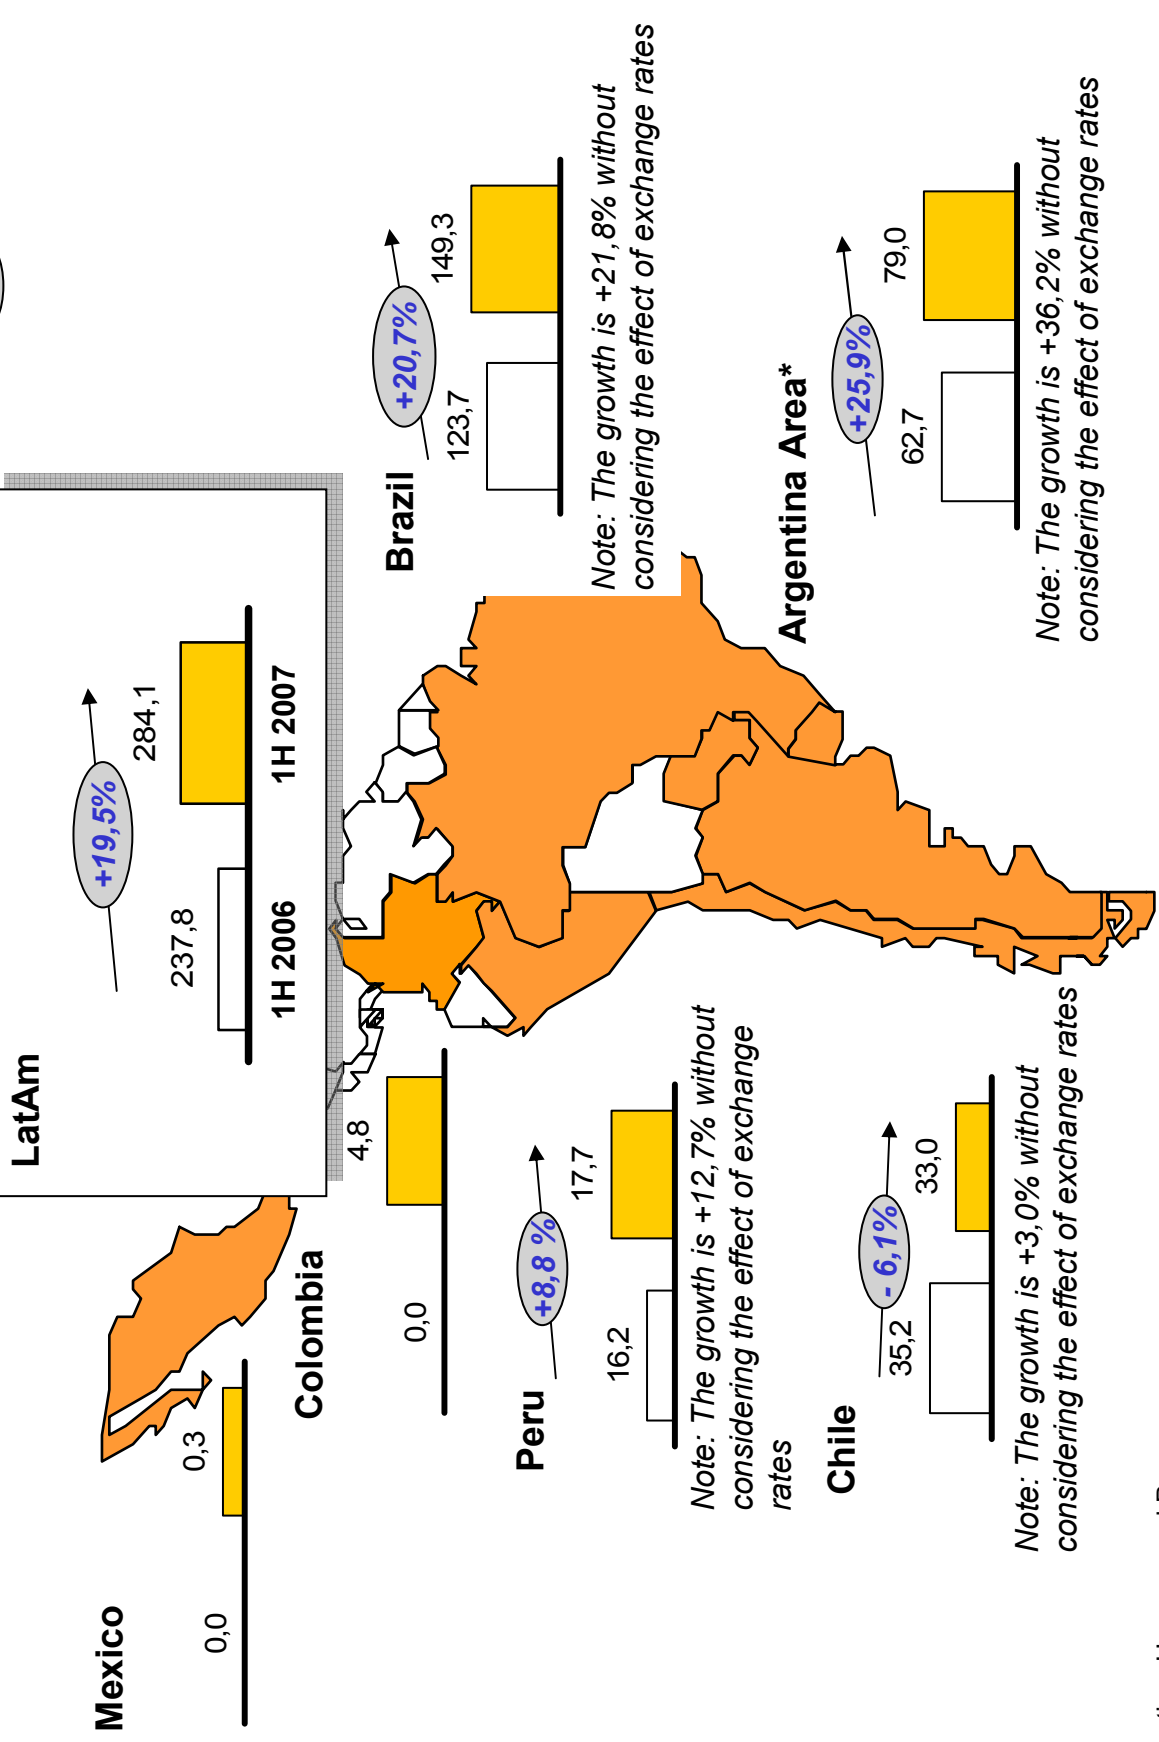 LatAm
+19,5%
237,8
284,1
1H 2006
1H 2007
Mexico
0,0
0,3
Colombia
0,0
4,8
Brazil
+20,7%
123,7
149,3
Note: The growth is +21,8% without
considering the effect of exchange rates
Peru
+8,8 %
16,2
17,7
Note: The growth is +12,7% without
considering the effect of exchange
rates
Argentina Area*
+25,9%
62,7
79,0
Note: The growth is +36,2% without
considering the effect of exchange rates
Chile
- 6,1%
35,2
33,0
Note: The growth is +3,0% without
considering the effect of exchange rates